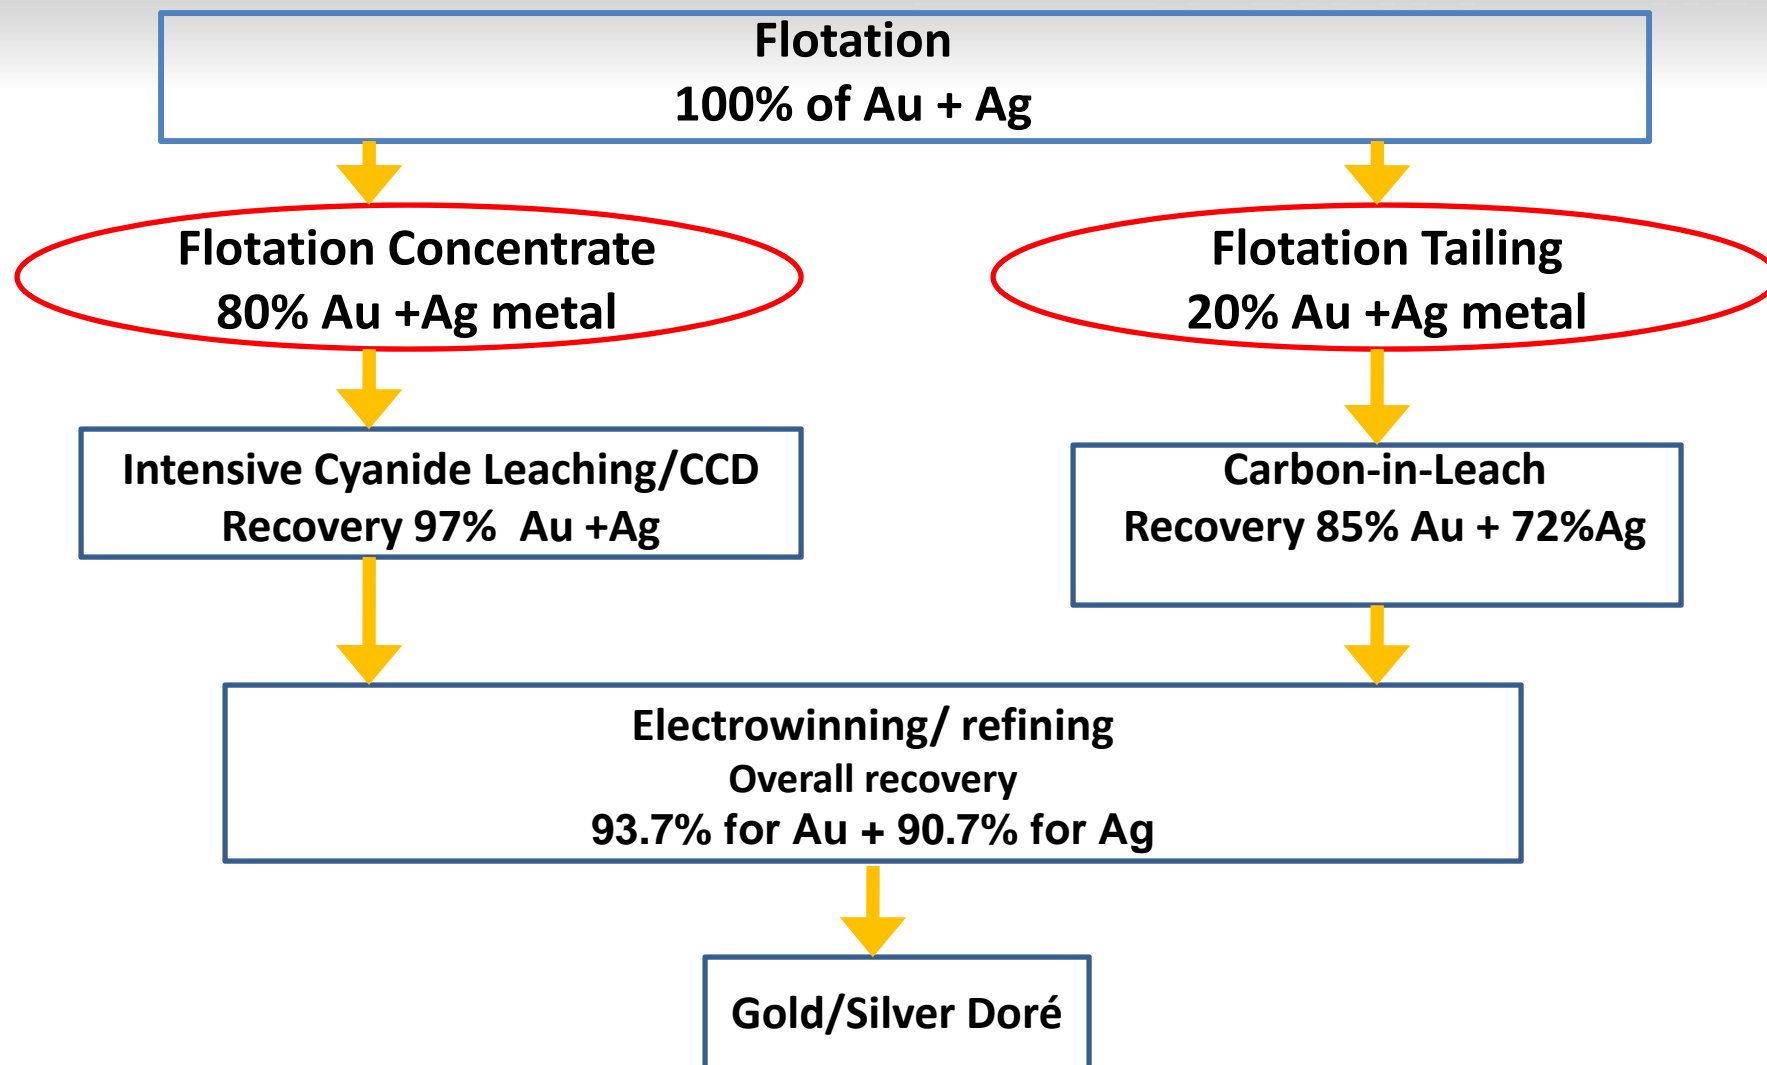 Flotation
100% of Au + Ag
Flotation Concentrate
80% Au +Ag metal
Flotation Tailing
20% Au +Ag metal
Intensive Cyanide Leaching/CCD
Recovery 97% Au +Ag
Carbon-in-Leach
Recovery 85% Au + 72%Ag
Electrowinning/ refining
Overall recovery
93.7% for Au + 90.7% for Ag
Gold/Silver Doré